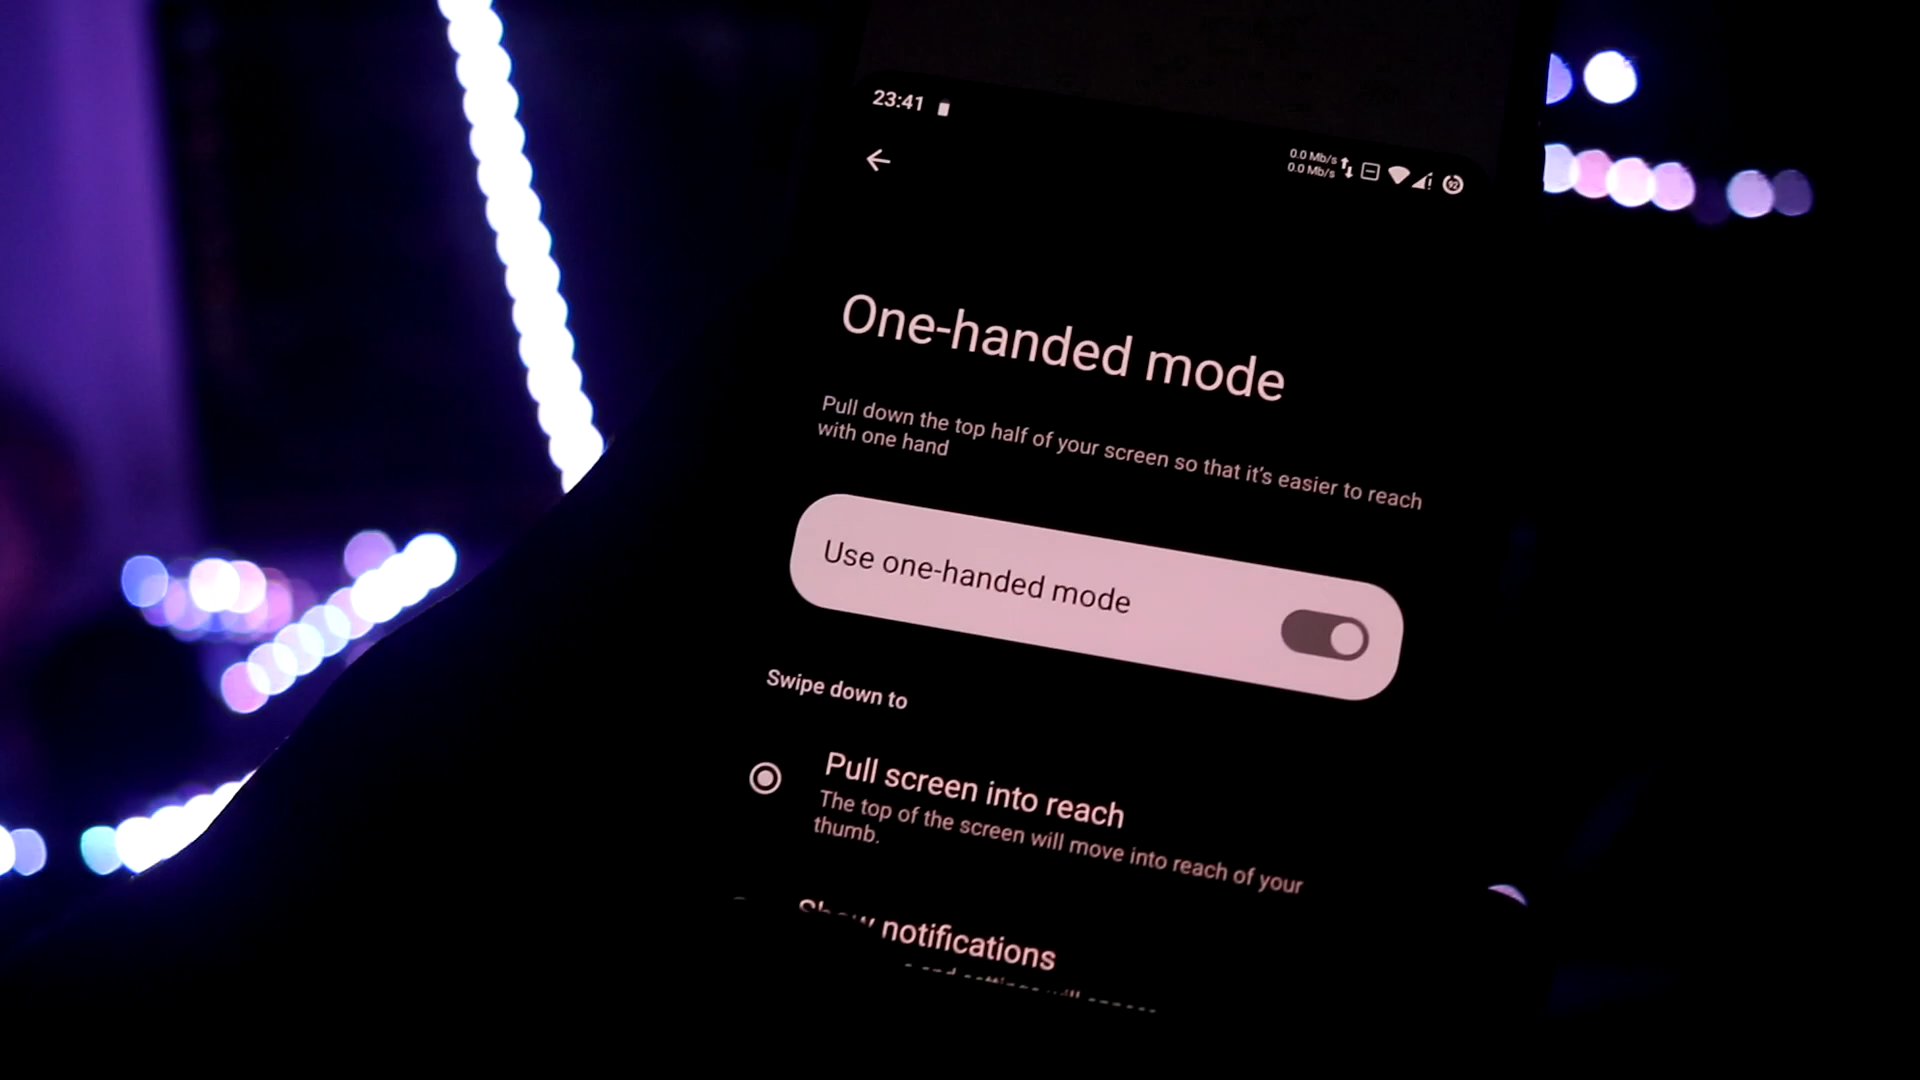 23:41
0.0 Mb/s
0.0 Mb/s
92
One-handed mode
Pull down the top half of your screen so that it's easier to reach
with one hand
Use one-handed mode
Swipe down to
Pull screen into reach
The top of the screen will move into reach of your
thumb.
Show notifications